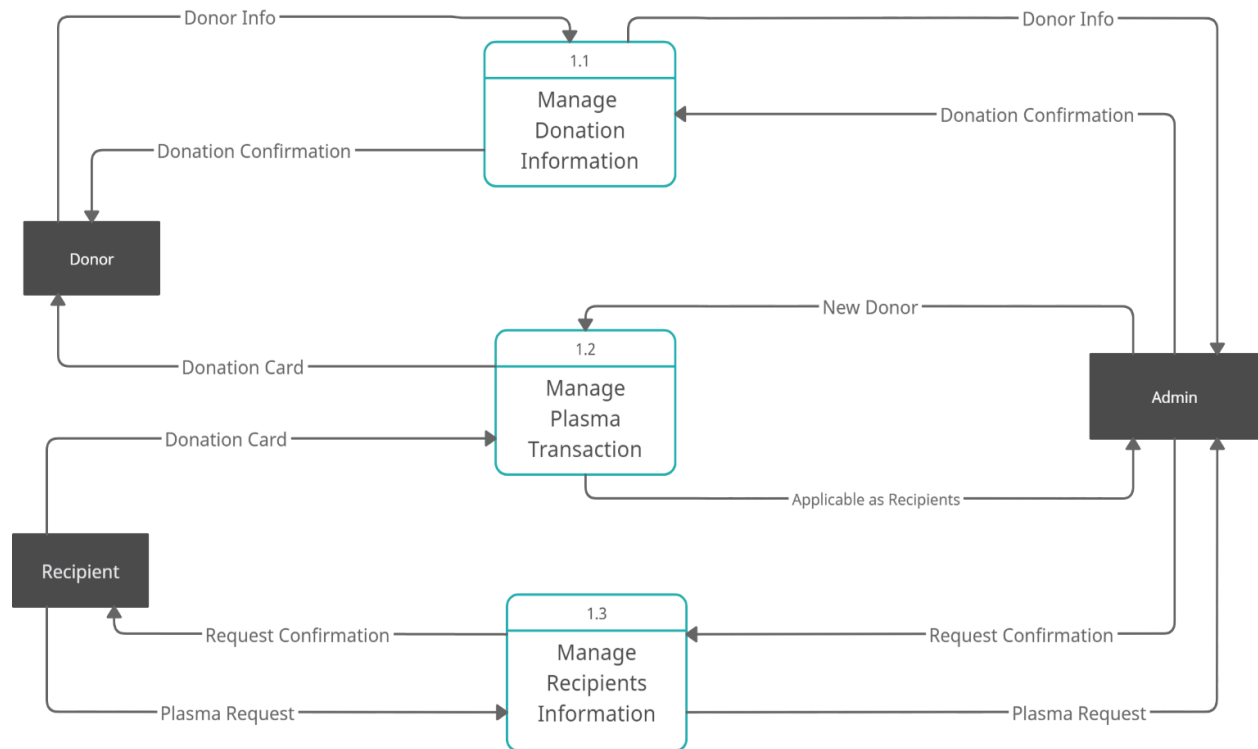 Donor Info
Donor Info
1.1
Manage
Donation
Information
Donation Confirmation
Donation Confirmation
Donor
New Donor
1.2
Manage
Plasma
Transaction
Donation Card
Admin
Donation Card
Applicable as Recipients
Recipient
1.3
Manage
Recipients
Information
Request Confirmation
Request Confirmation
Plasma Request
Plasma Request